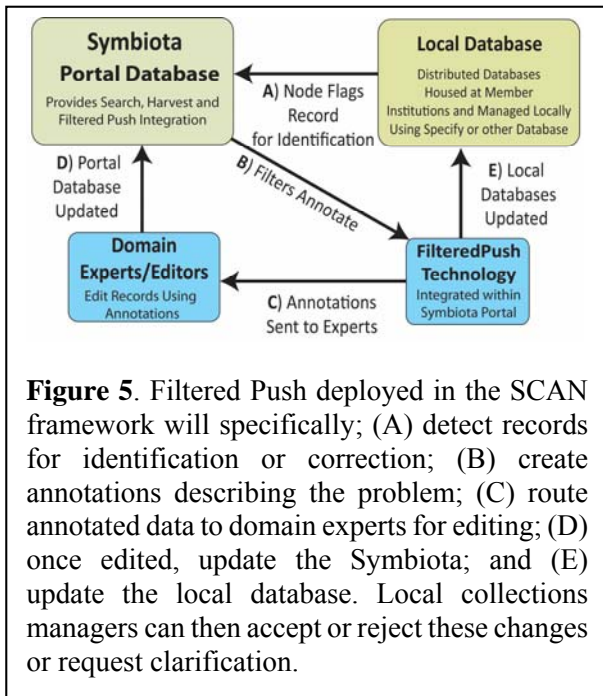 Symbiota
Portal Database
Provides Search, Harvest and
Filtered Push Integration
A) Node Flags
Record
for Identification
Local Database
Distributed Databases
Housed at Member
Institutions and Managed Locally
Using Specify or other Database
D) Portal
Database
Updated
B) Filters Annotate
E) Local
Databases
Updated
Domain
Experts/Editors
Edit Records Using
Annotations
C) Annotations
Sent to Experts
FilteredPush
Technology
Integrated within
Symbiota Portal
Figure 5. Filtered Push deployed in the SCAN
framework will specifically; (A) detect records
for identification or correction; (B) create
annotations describing the problem; (C) route
annotated data to domain experts for editing; (D)
once edited, update the Symbiota; and (E)
update the local database. Local collections
managers can then accept or reject these changes
or request clarification.